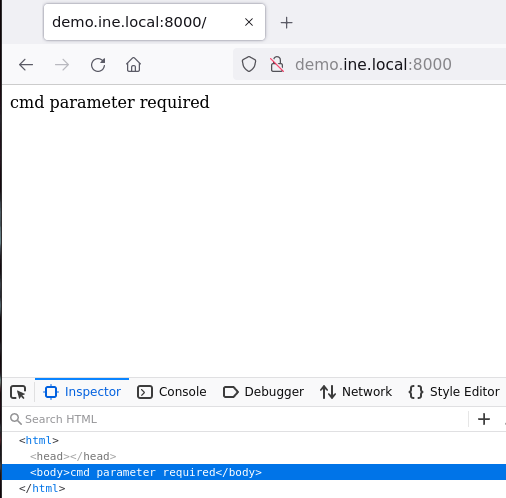 demo.ine.local:8000/
demo.ine.local:8000
cmd parameter required
Inspector Console Debugger Network Style Editor
Search HTML
<html>
<head></head>
<body>cmd parameter required</body>
</html>